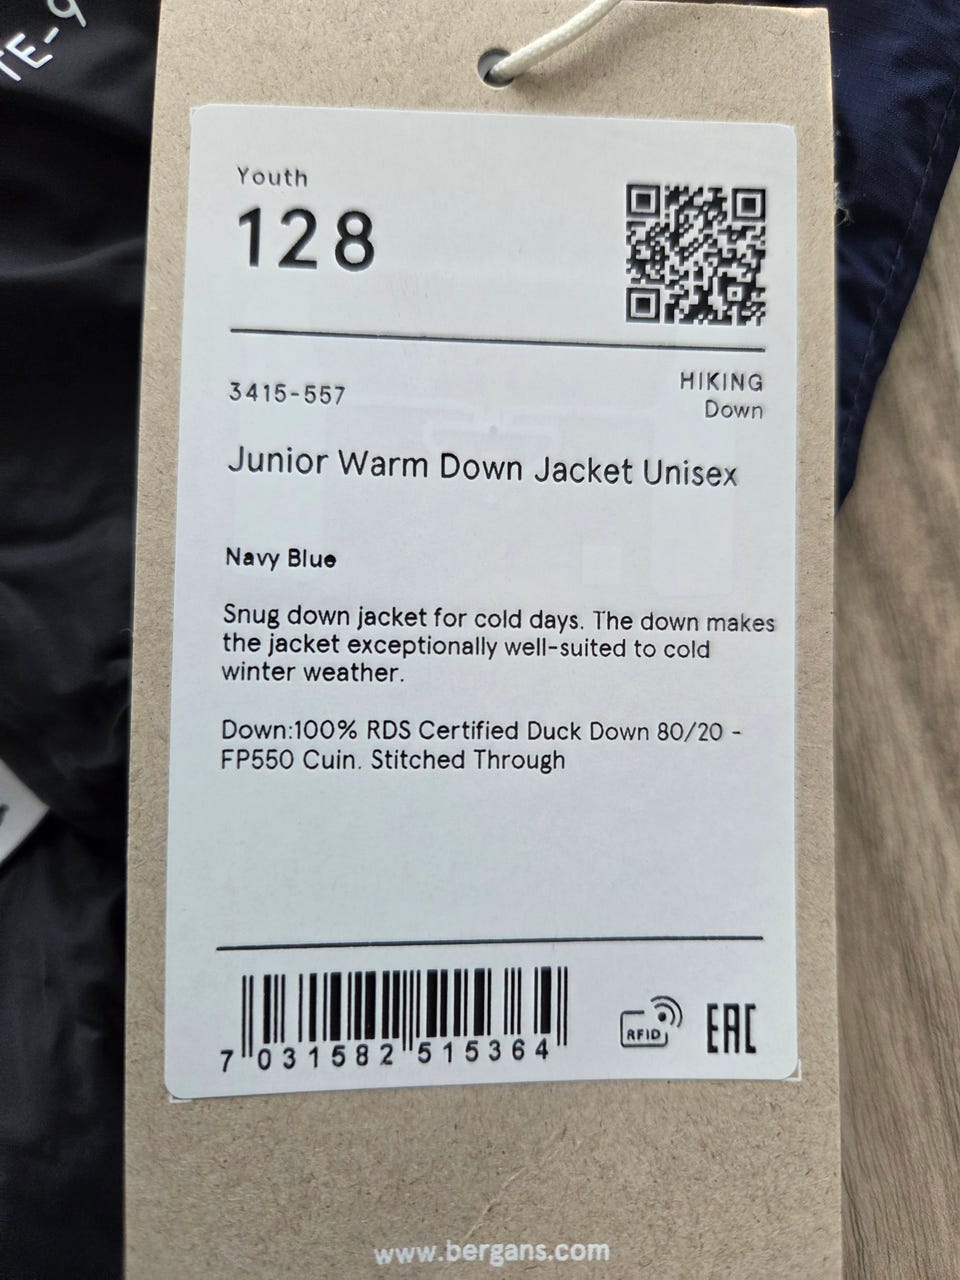 TE-9
Youth
128
3415-557
HIKING
Down
Junior Warm Down Jacket Unisex
Navy Blue
Snug down jacket for cold days. The down makes
the jacket exceptionally well-suited to cold
winter weather.
Down:100% RDS Certified Duck Down 80/20 -
FP550 Cuin. Stitched Through
7 031582 515364
RFID
EAC
www.bergans.com